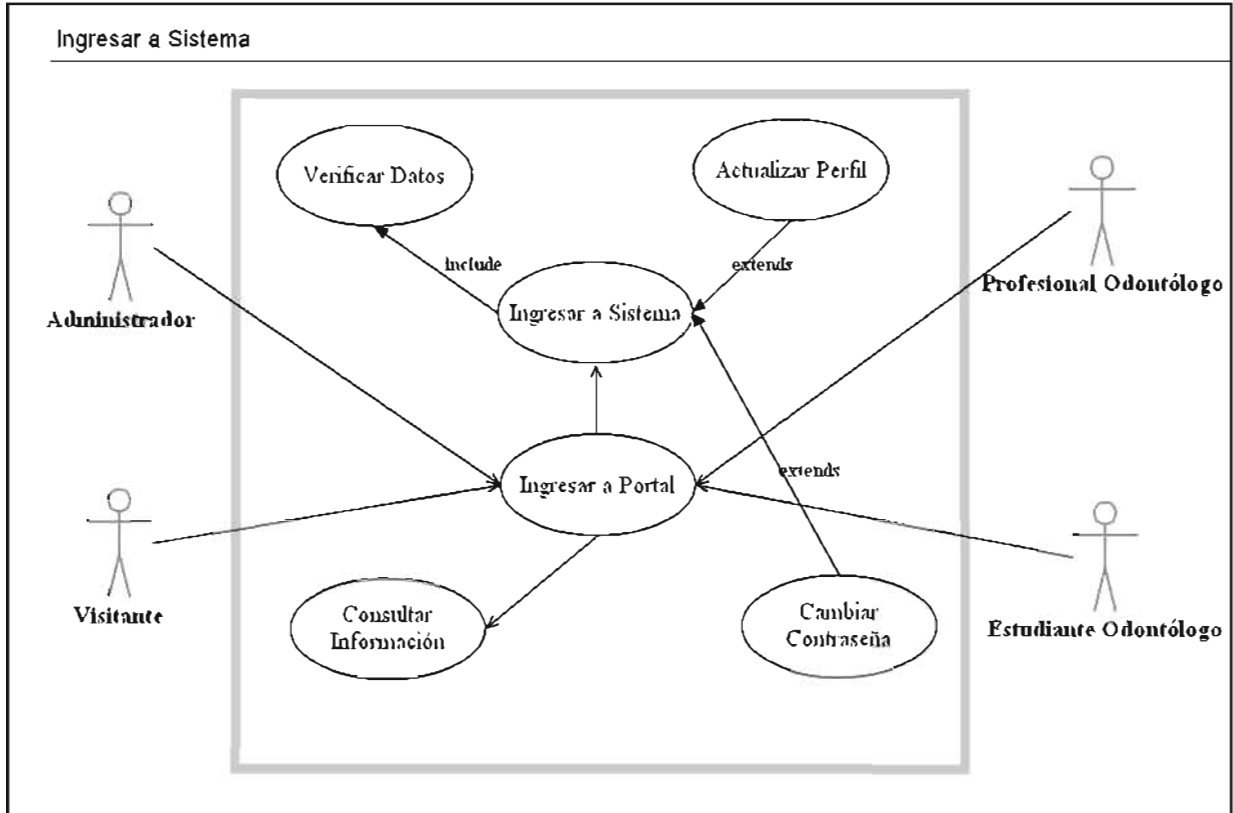 Ingresar a Sistema
Verificar Datos
Actualizar Perfil
include
extends
Ingresar a Sistema
Profesional Odontólogo
Administrador
extends
Ingresar a Portal
Visitante
Consultar
Información
Cambiar
Contraseña
Estudiante Odontólogo